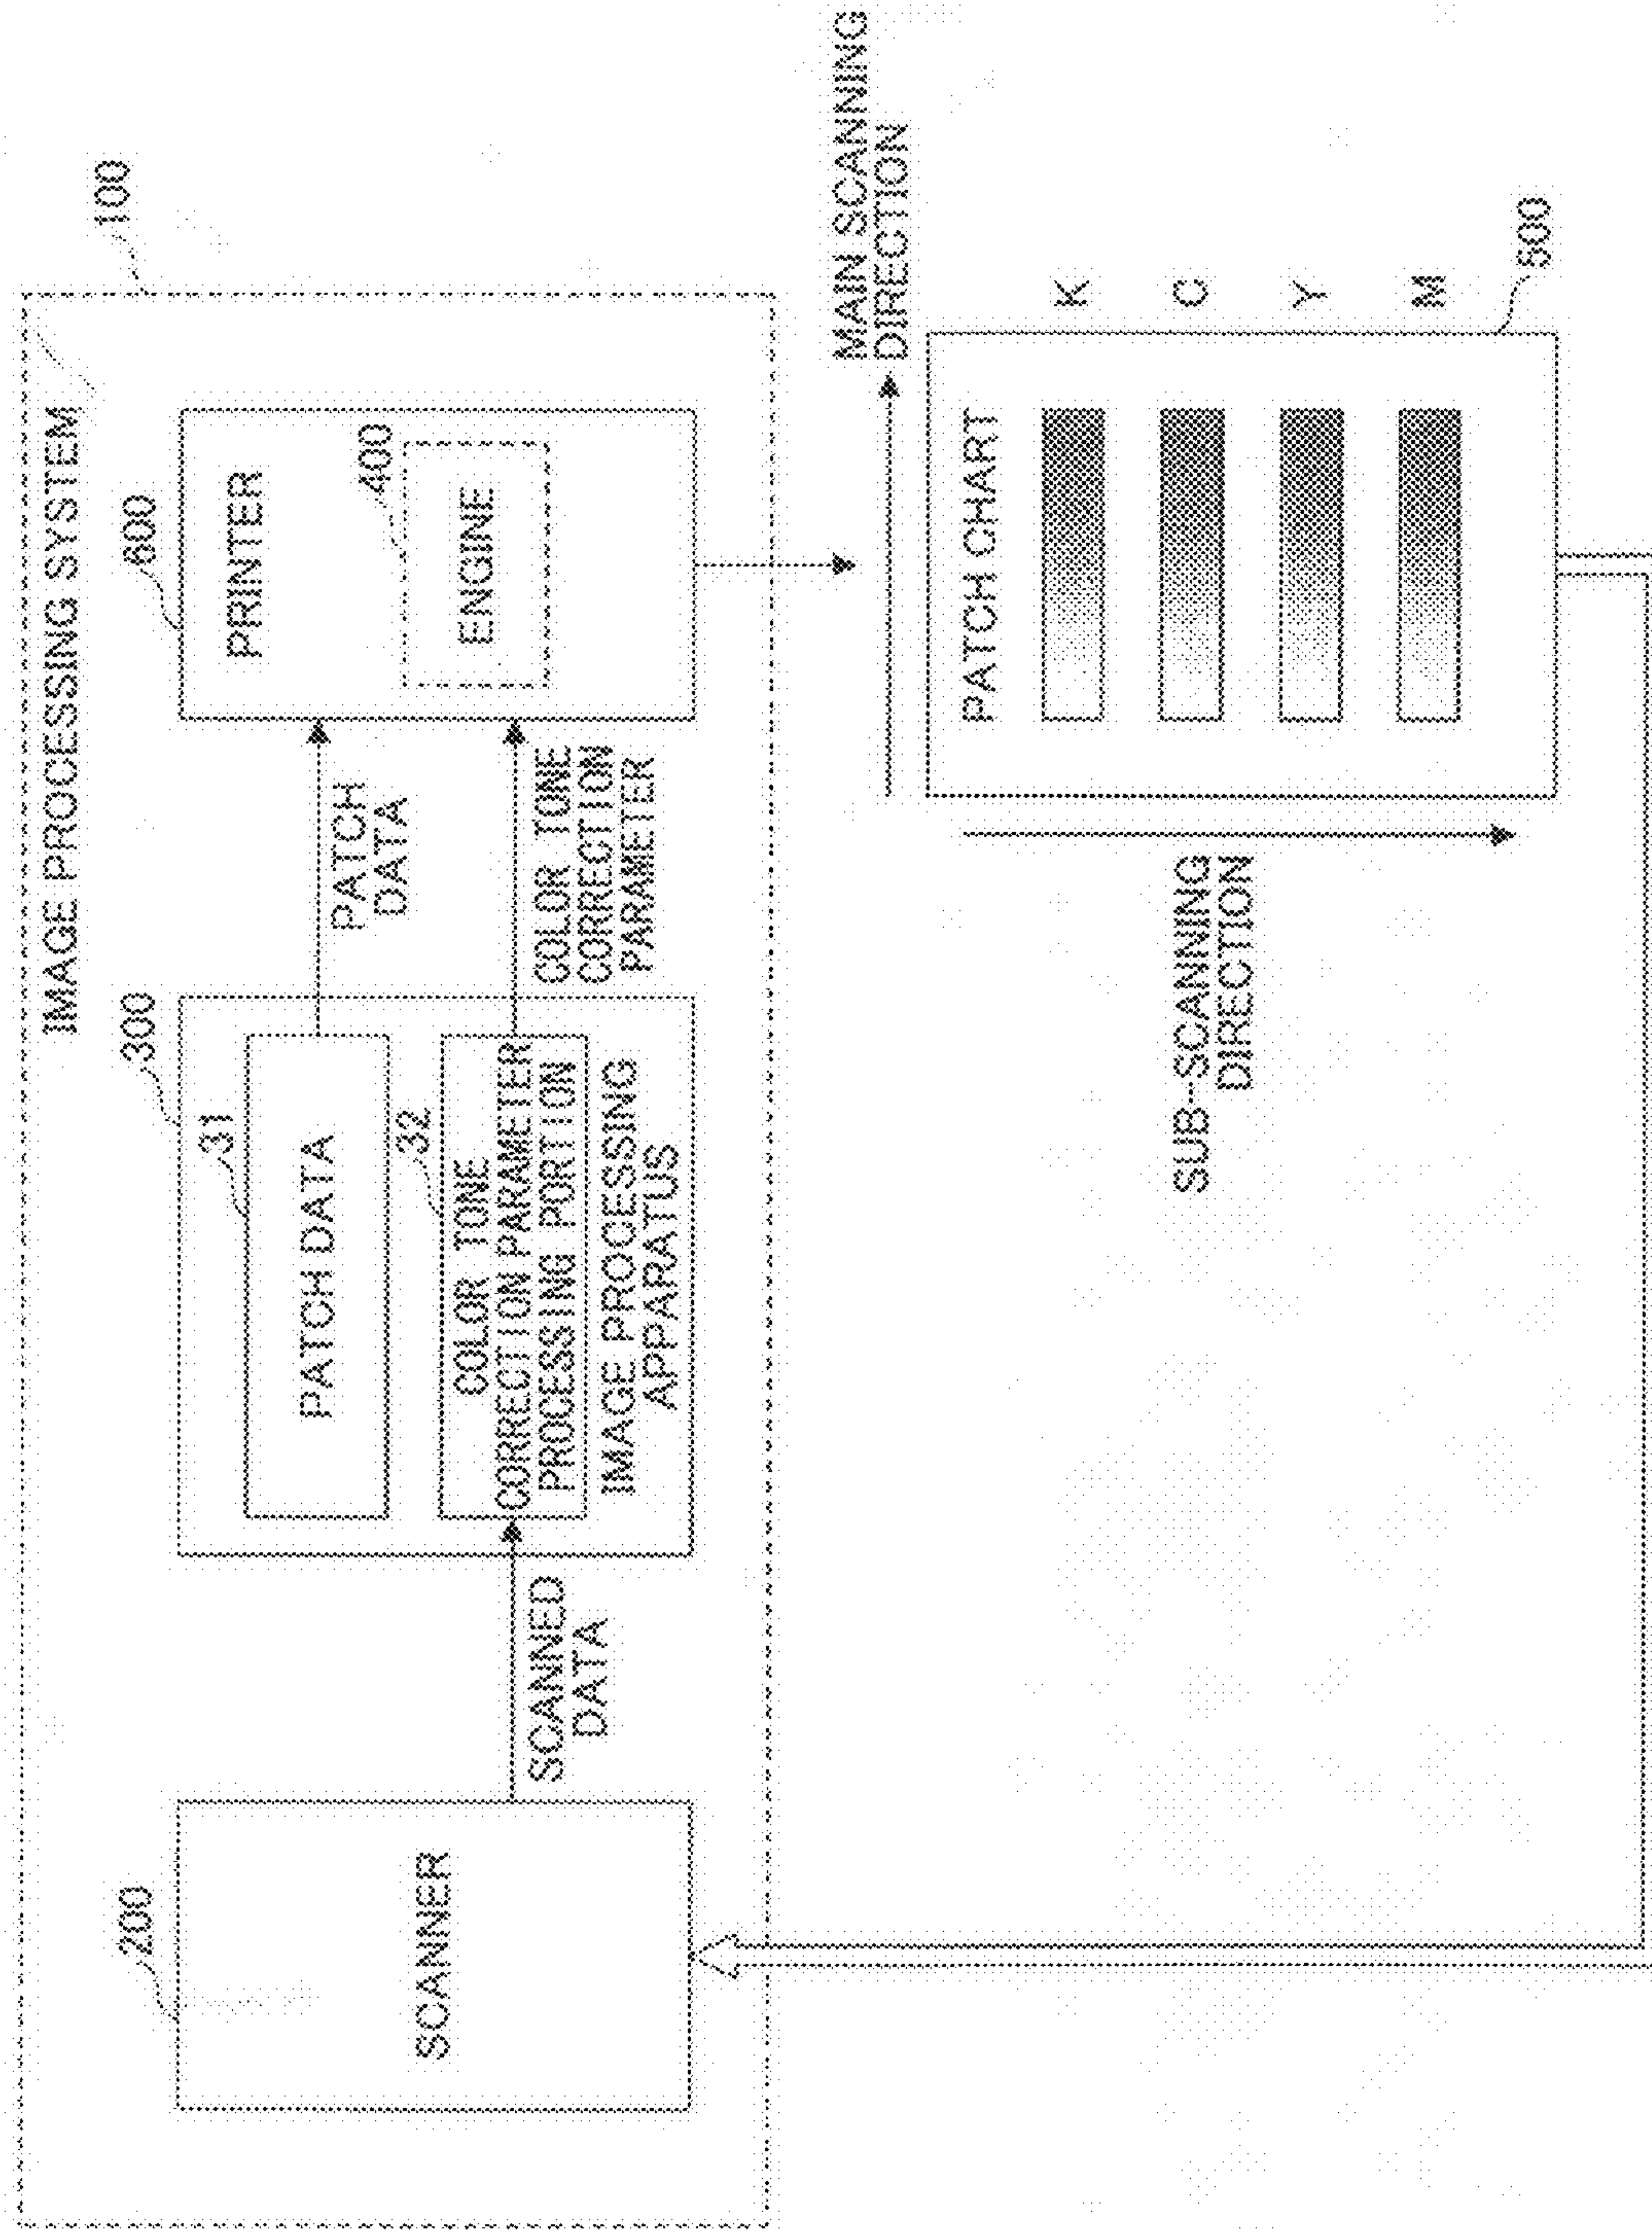 IMAGE PROCESSING SYSTEM
100
200
SCANNER
SCANNED
DATA
300
31
PATCH DATA
32
COLOR TONE
CORRECTION PARAMETER
PROCESSING PORTION
IMAGE PROCESSING
APPARATUS
PATCH
DATA
COLOR TONE
CORRECTION
PARAMETER
600
PRINTER
400
ENGINE
MAIN SCANNING
DIRECTION
SUB-SCANNING
DIRECTION
PATCH CHART
K
C
Y
M
500